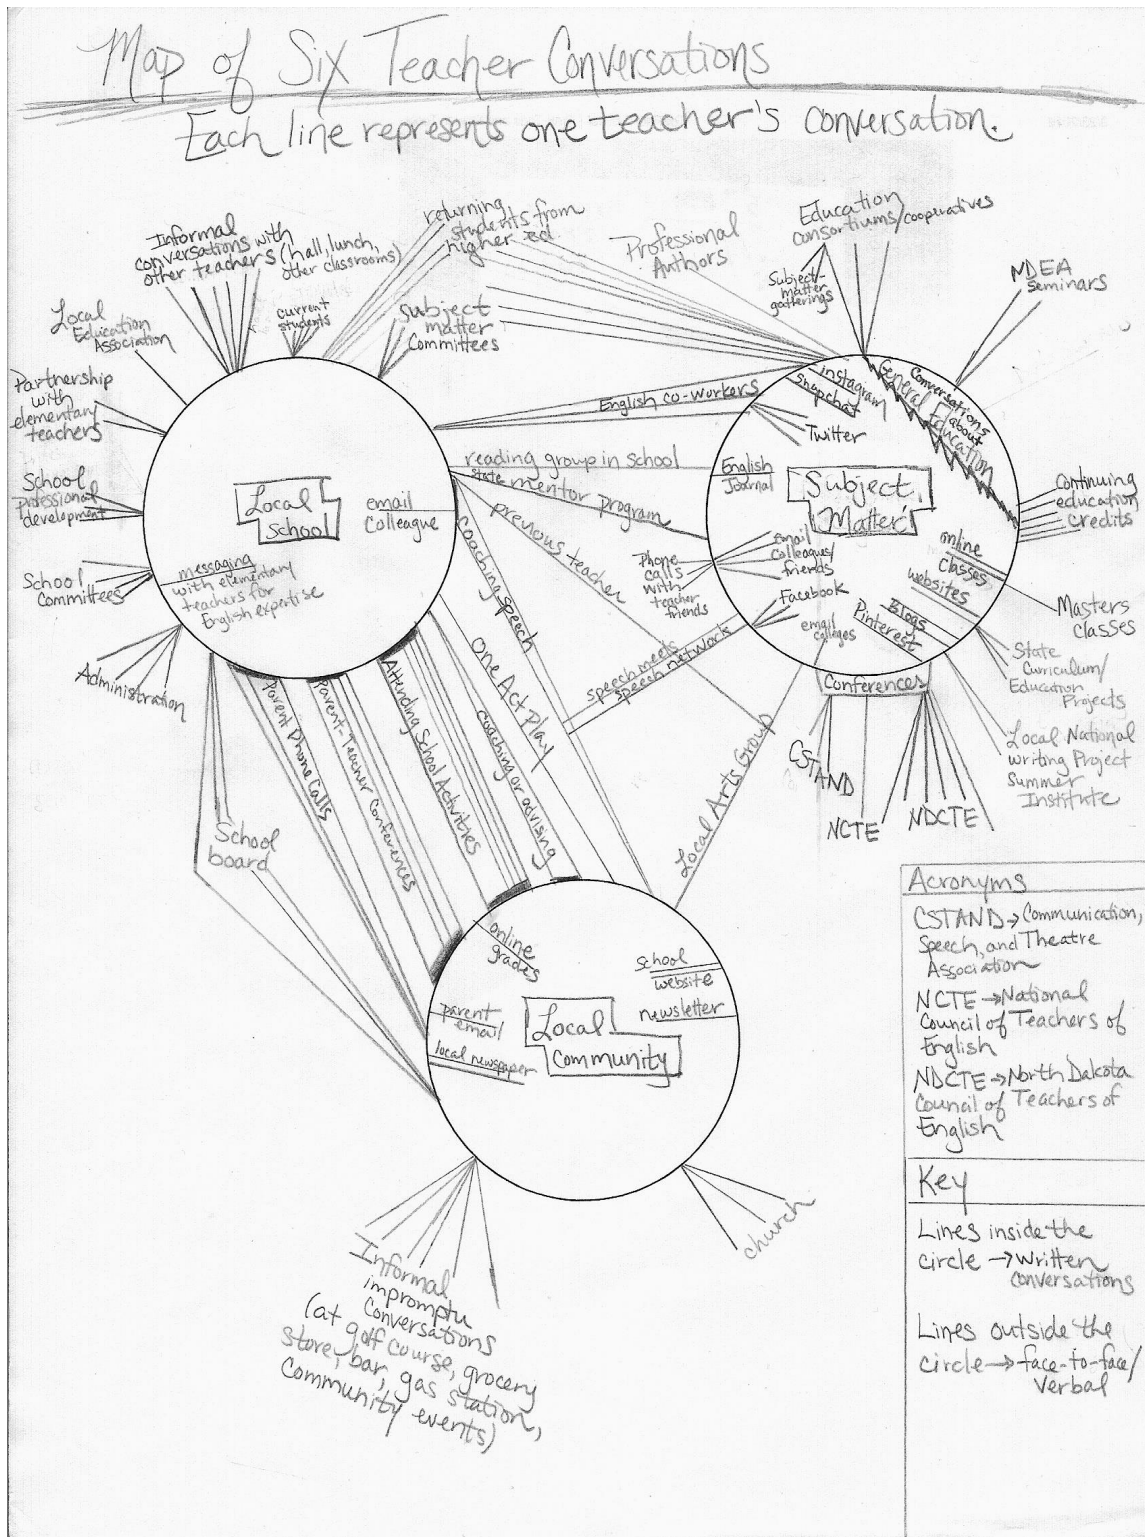 Map of Six Teacher Conversations
Each line represents one teacher's conversation.
Informal
conversations with
other teachers (hall, lunch,
other classrooms)
returning
students from
higher ed
Professional
Authors
Education
consortiums/cooperatives
Subject-
matter
gatherings
NDEA
seminars
Local
Education
Association
current
students
subject
matter
Committees
Partnership
with
elementary
teachers
School
professional
development
School
Committees
Administration
Local
School
email
Colleague
messaging
with elementary
teachers for
English expertise
English co-workers
reading group in school
state mentor program
previous teacher
coaching speech
One Act Play
coaching or advising
Attending School Activities
Parent-Teacher Conferences
Parent Phone Calls
School
board
speech meets
speech network
Local Arts Group
instagram
Snapchat
Twitter
General Education
Conversations
about
English
Journal
Subject
Matter
Phone
calls
with
teacher
friends
email
colleagues/
friends
Facebook
email
colleges
online
classes
websites
Blogs
Pinterest
Continuing
education
credits
Masters
classes
State
Curriculum/
Education
Projects
Local National
Writing Project
Summer
Institute
Conferences
CSTAND
NCTE
NDCTE
online
grades
school
website
newsletter
parent
email
local newspaper
Local
Community
church
Informal
impromptu
Conversations
(at golf course, grocery
store, bar, gas station,
Community events)
Acronyms
CSTAND→Communication,
Speech, and Theatre
Association
NCTE→National
Council of Teachers of
English
NDCTE→North Dakota
Council of Teachers of
English
Key
Lines inside the
circle→written
conversations
Lines outside the
circle→face-to-face/
verbal